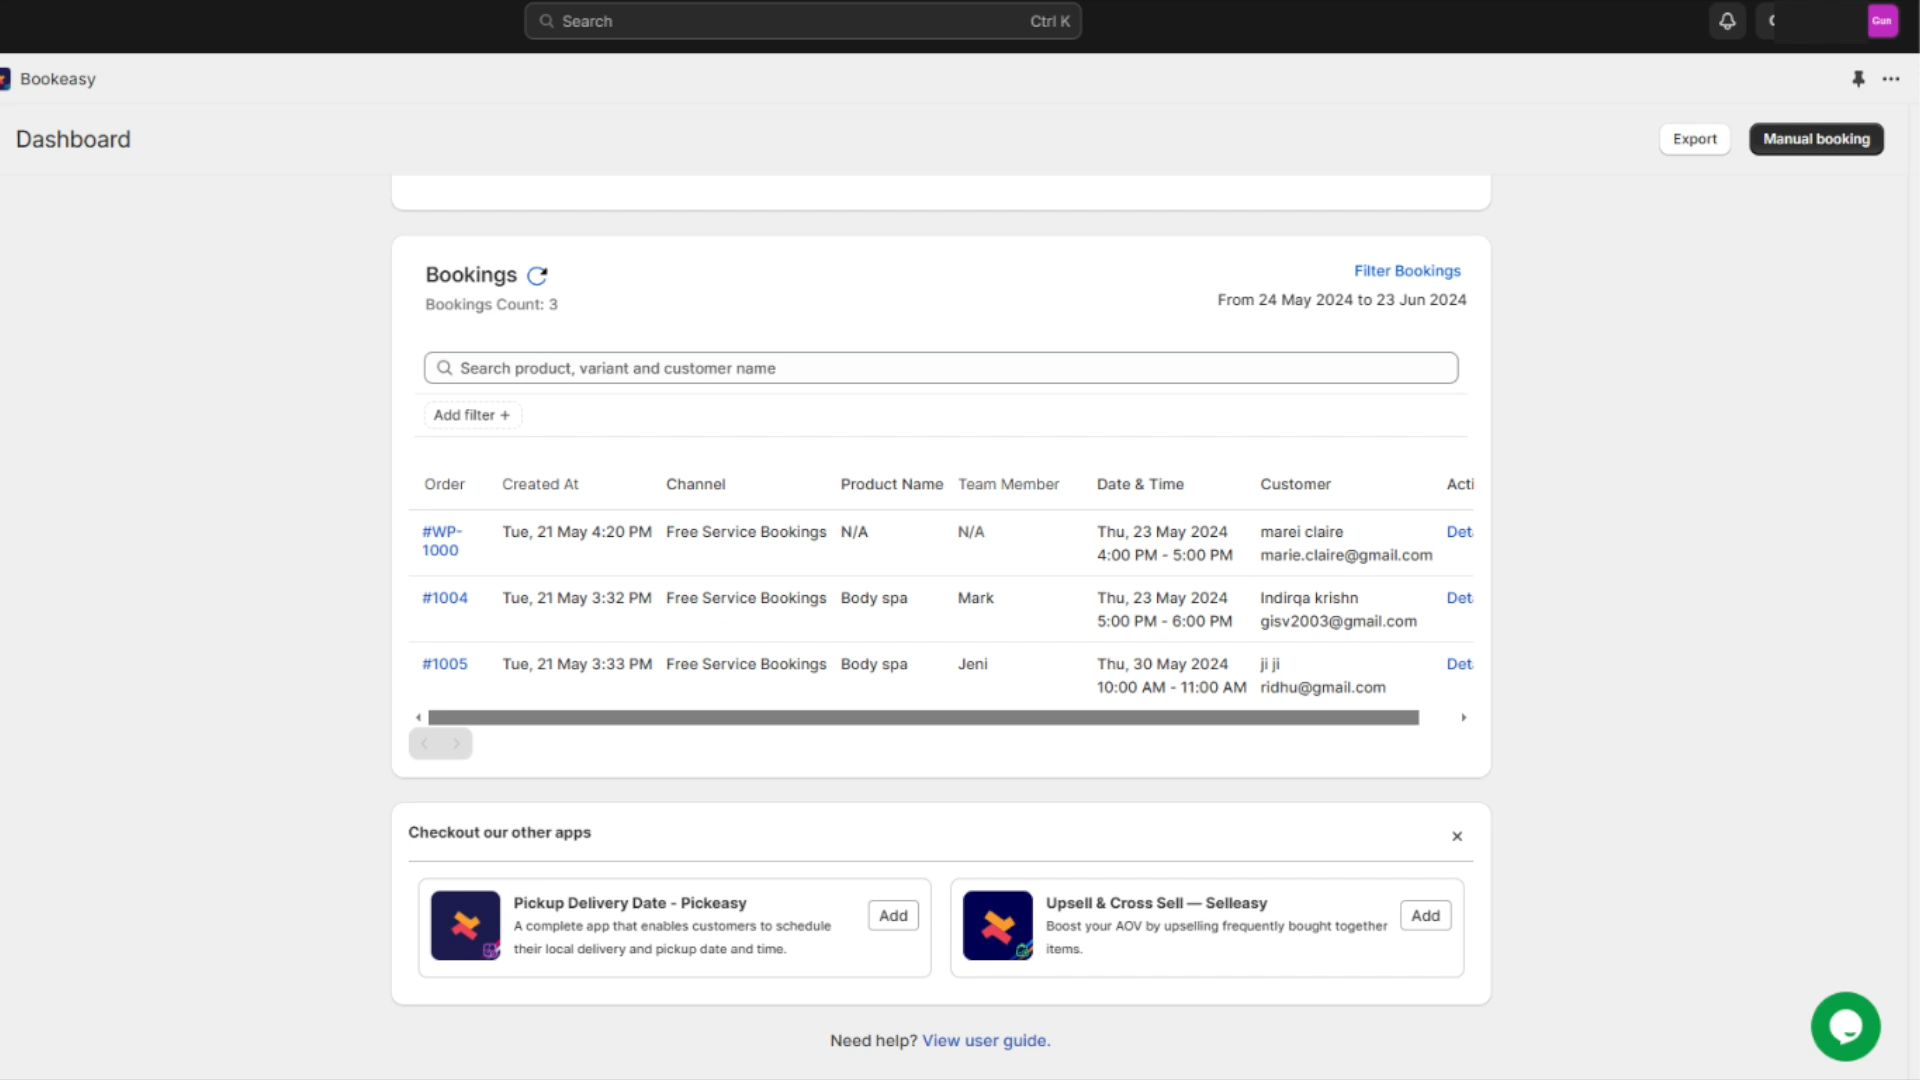 Search Ctrl K
Gun
Bookeasy
Dashboard
Export
Manual booking
Bookings
Filter Bookings
Bookings Count: 3
From 24 May 2024 to 23 Jun 2024
Search product, variant and customer name
Add filter +
Order Created At Channel Product Name Team Member Date & Time Customer Acti
#WP- Tue, 21 May 4:20 PM Free Service Bookings N/A N/A Thu, 23 May 2024 marei claire Det
1000 4:00 PM - 5:00 PM marie.claire@gmail.com
#1004 Tue, 21 May 3:32 PM Free Service Bookings Body spa Mark Thu, 23 May 2024 Indirqa krishn Det
5:00 PM - 6:00 PM gisv2003@gmail.com
#1005 Tue, 21 May 3:33 PM Free Service Bookings Body spa Jeni Thu, 30 May 2024 ji ji Det
10:00 AM - 11:00 AM ridhu@gmail.com
Checkout our other apps
Pickup Delivery Date - Pickeasy
A complete app that enables customers to schedule
their local delivery and pickup date and time.
Add
Upsell & Cross Sell — Selleasy
Boost your AOV by upselling frequently bought together
items.
Add
Need help? View user guide.